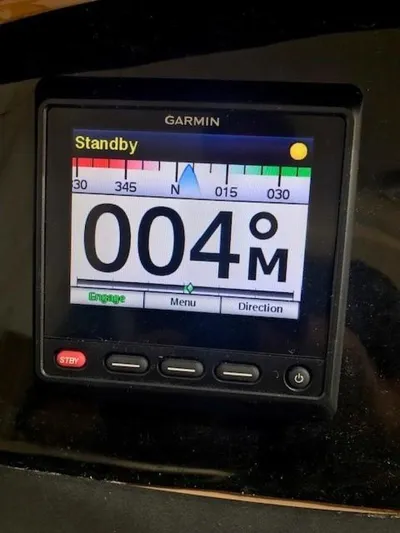 GARMIN
Standby
30 345 N 015 030
004°M
Engage Menu Direction
STBY